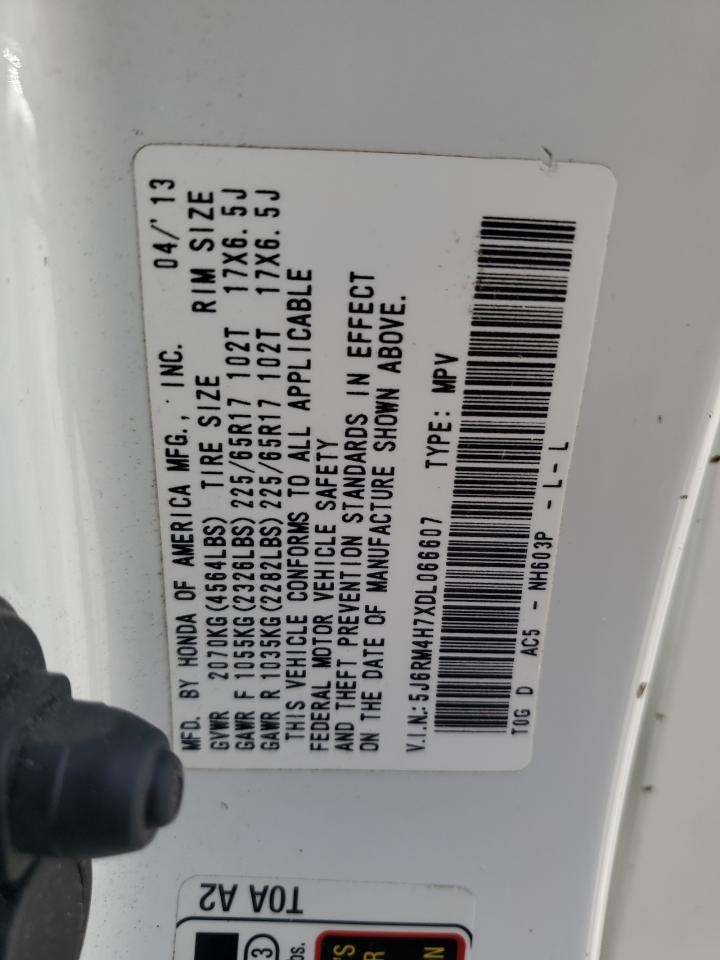 MFD. BY HONDA OF AMERICA MFG., INC. 04/'13
GVWR 2070KG(4564LBS) TIRE SIZE RIM SIZE
GAWR F 1055KG(2326LBS) 225/65R17 102T 17X6.5J
GAWR R 1035KG(2282LBS) 225/65R17 102T 17X6.5J
THIS VEHICLE CONFORMS TO ALL APPLICABLE
FEDERAL MOTOR VEHICLE SAFETY
AND THEFT PREVENTION STANDARDS IN EFFECT
ON THE DATE OF MANUFACTURE SHOWN ABOVE.
V.I.N.: 5J6RM4H7XDL066607 TYPE: MPV
T0G D AC5 - NH603P - L - L
T0A A2
3
bs.
'S
R
N